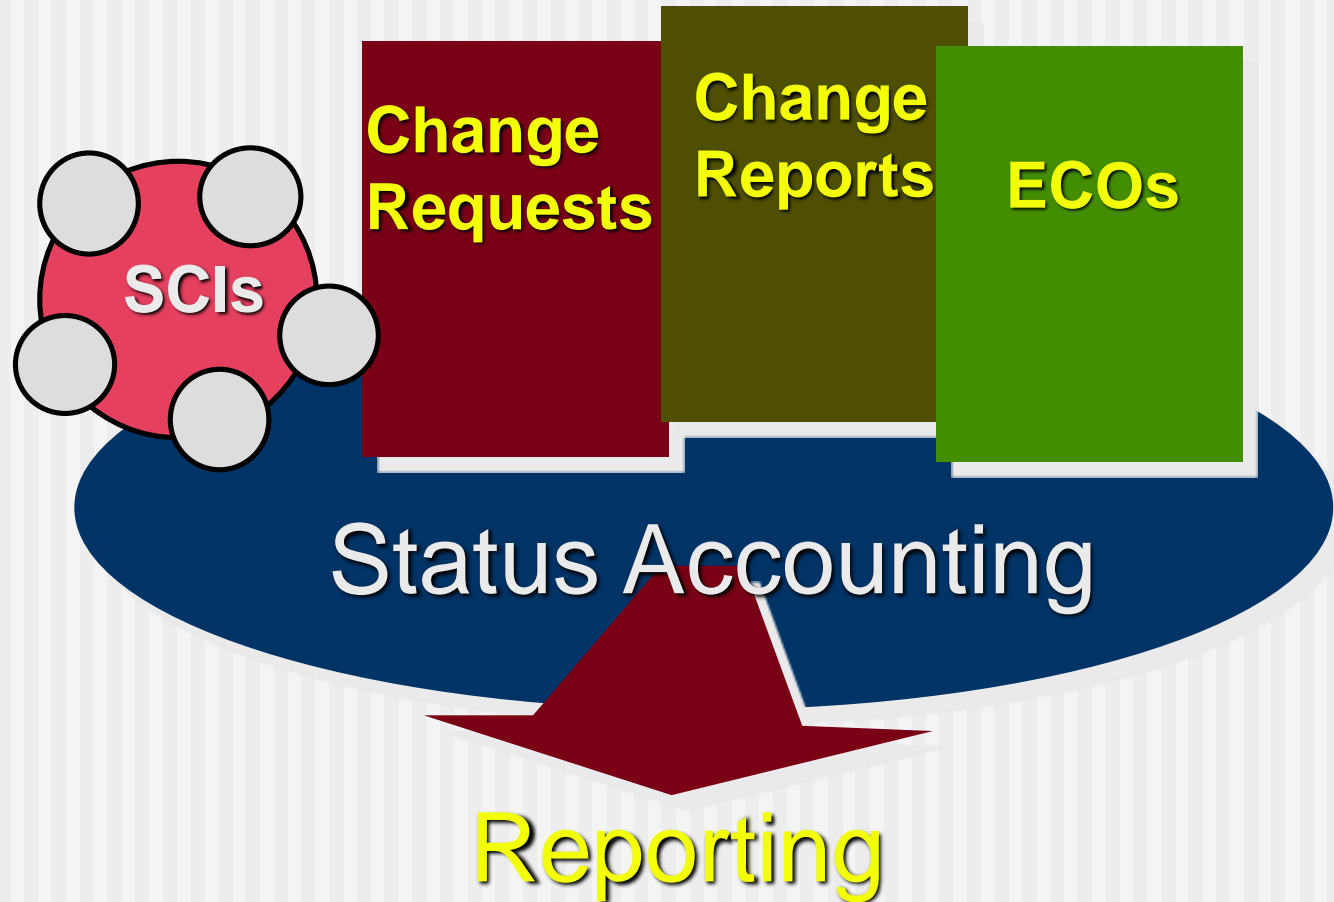 Change
Requests
Change
Reports
ECOs
SCIs
Status Accounting
Reporting